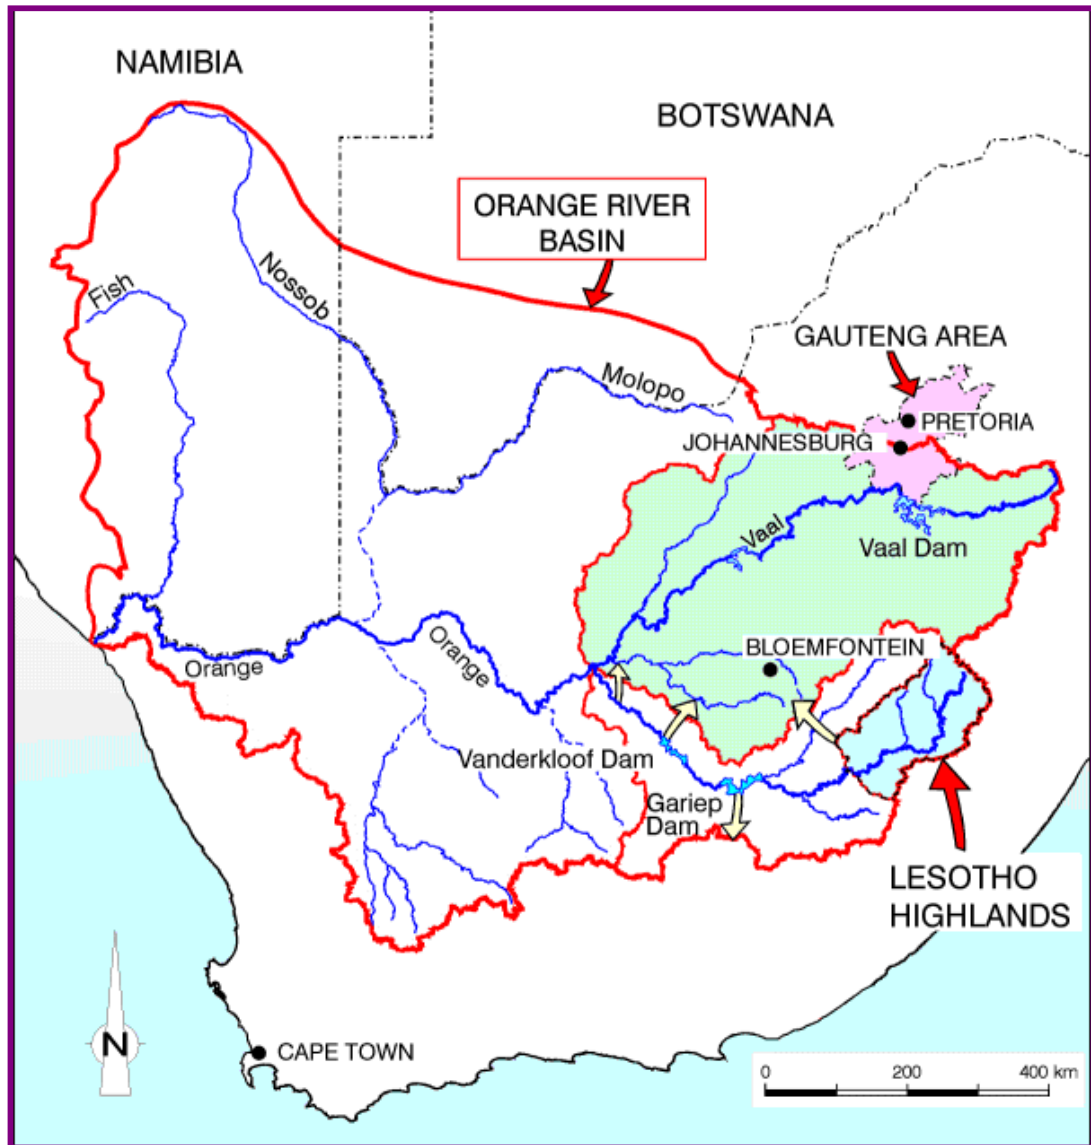 NAMIBIA
BOTSWANA
ORANGE RIVER
BASIN
Fish
Nossob
GAUTENG AREA
Molopo
PRETORIA
JOHANNESBURG
Vaal
Vaal Dam
Orange
Orange
BLOEMFONTEIN
Vanderkloof Dam
Gariep
Dam
LESOTHO
HIGHLANDS
N
CAPE TOWN
0 200 400 km